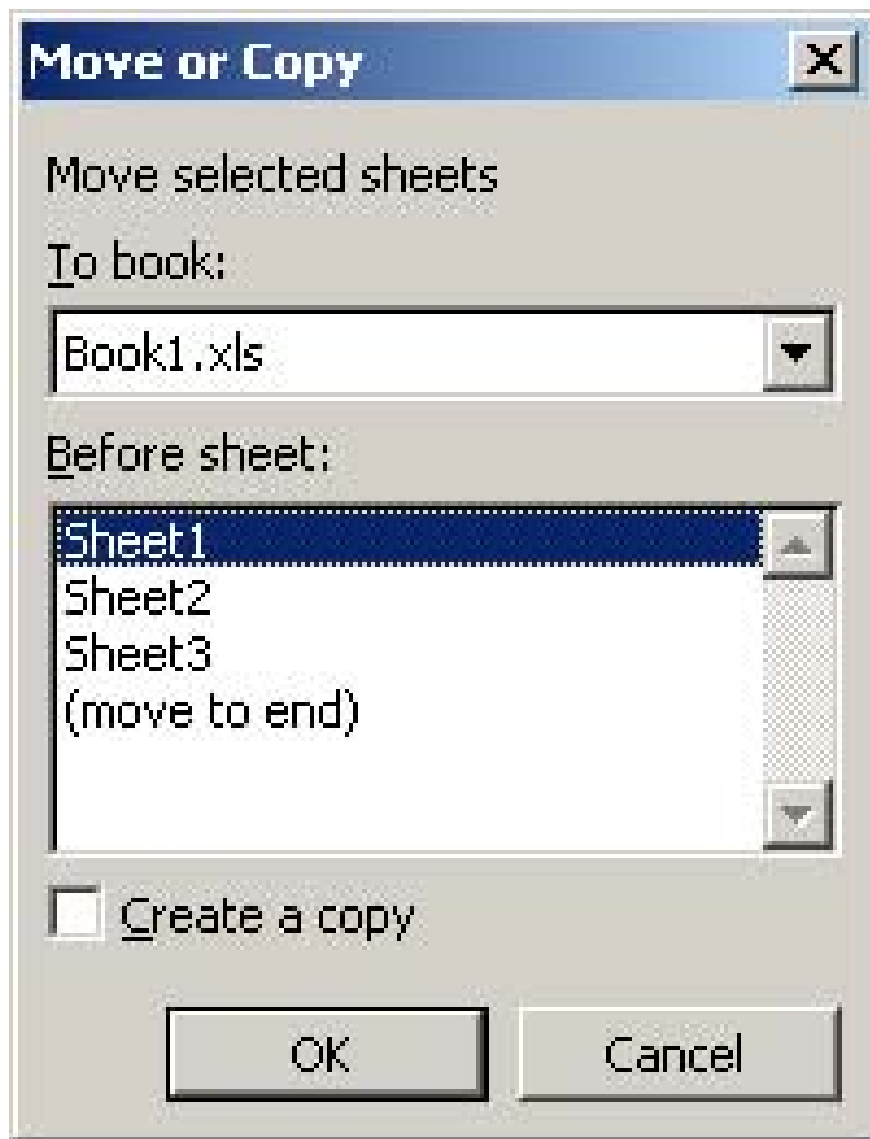 Move or Copy
Move selected sheets
To book:
Book1.xls
Before sheet:
Sheet1
Sheet2
Sheet3
(move to end)
Create a copy
OK Cancel